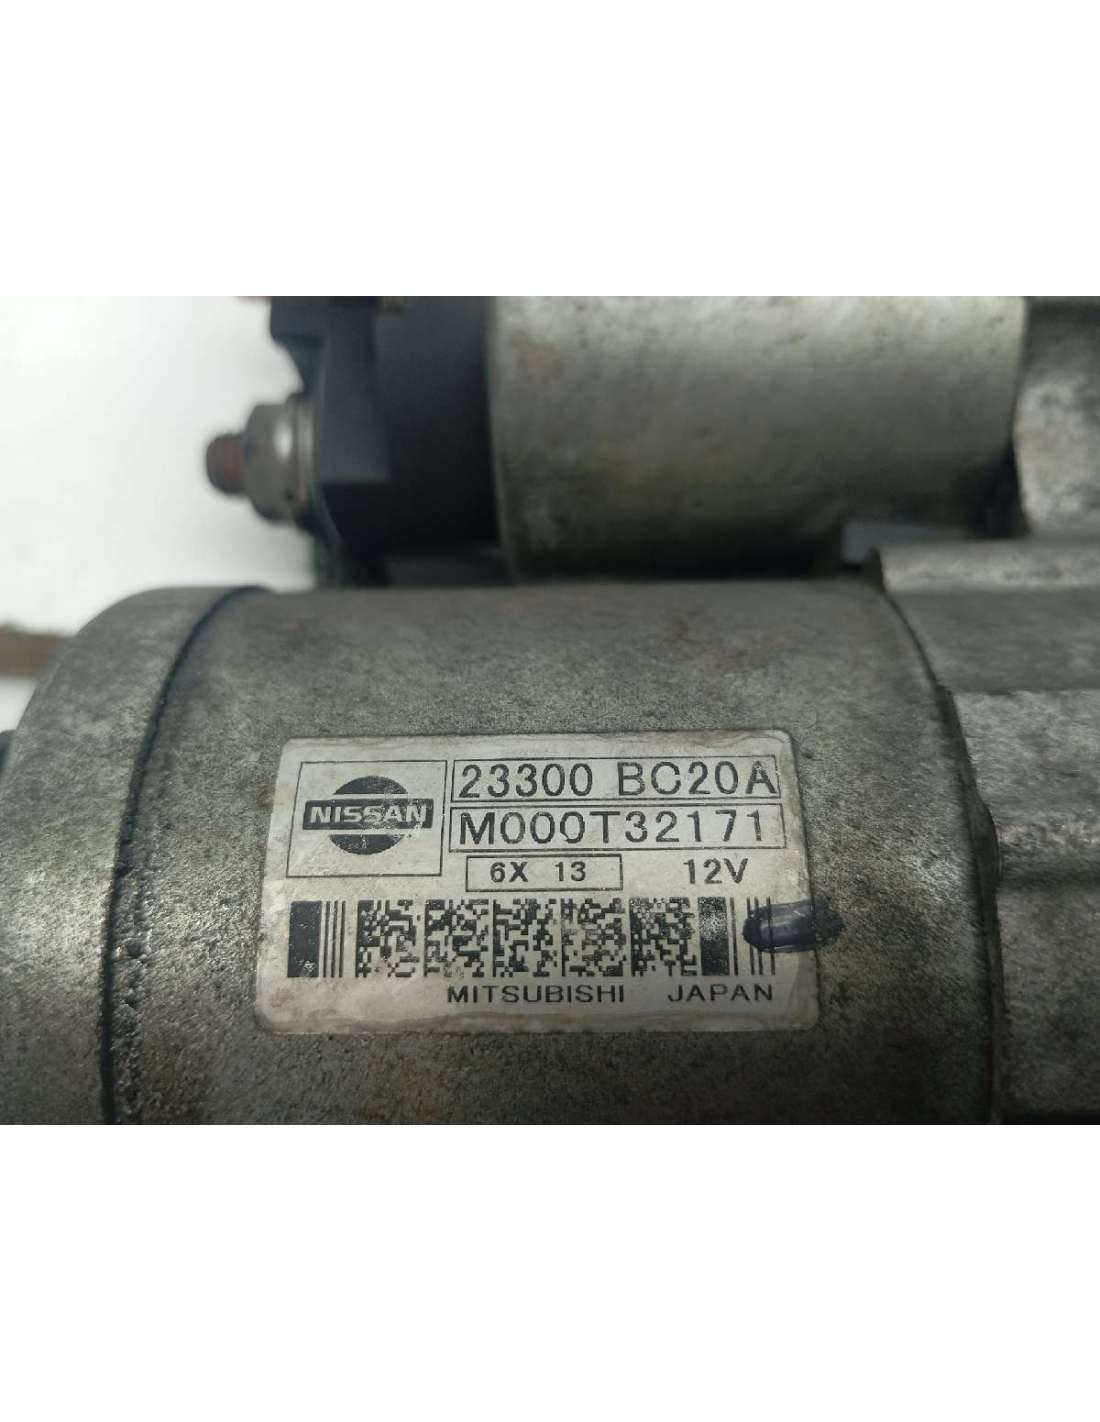 NISSAN
23300 BC20A
M000T32171
6X 13 12V
MITSUBISHI JAPAN